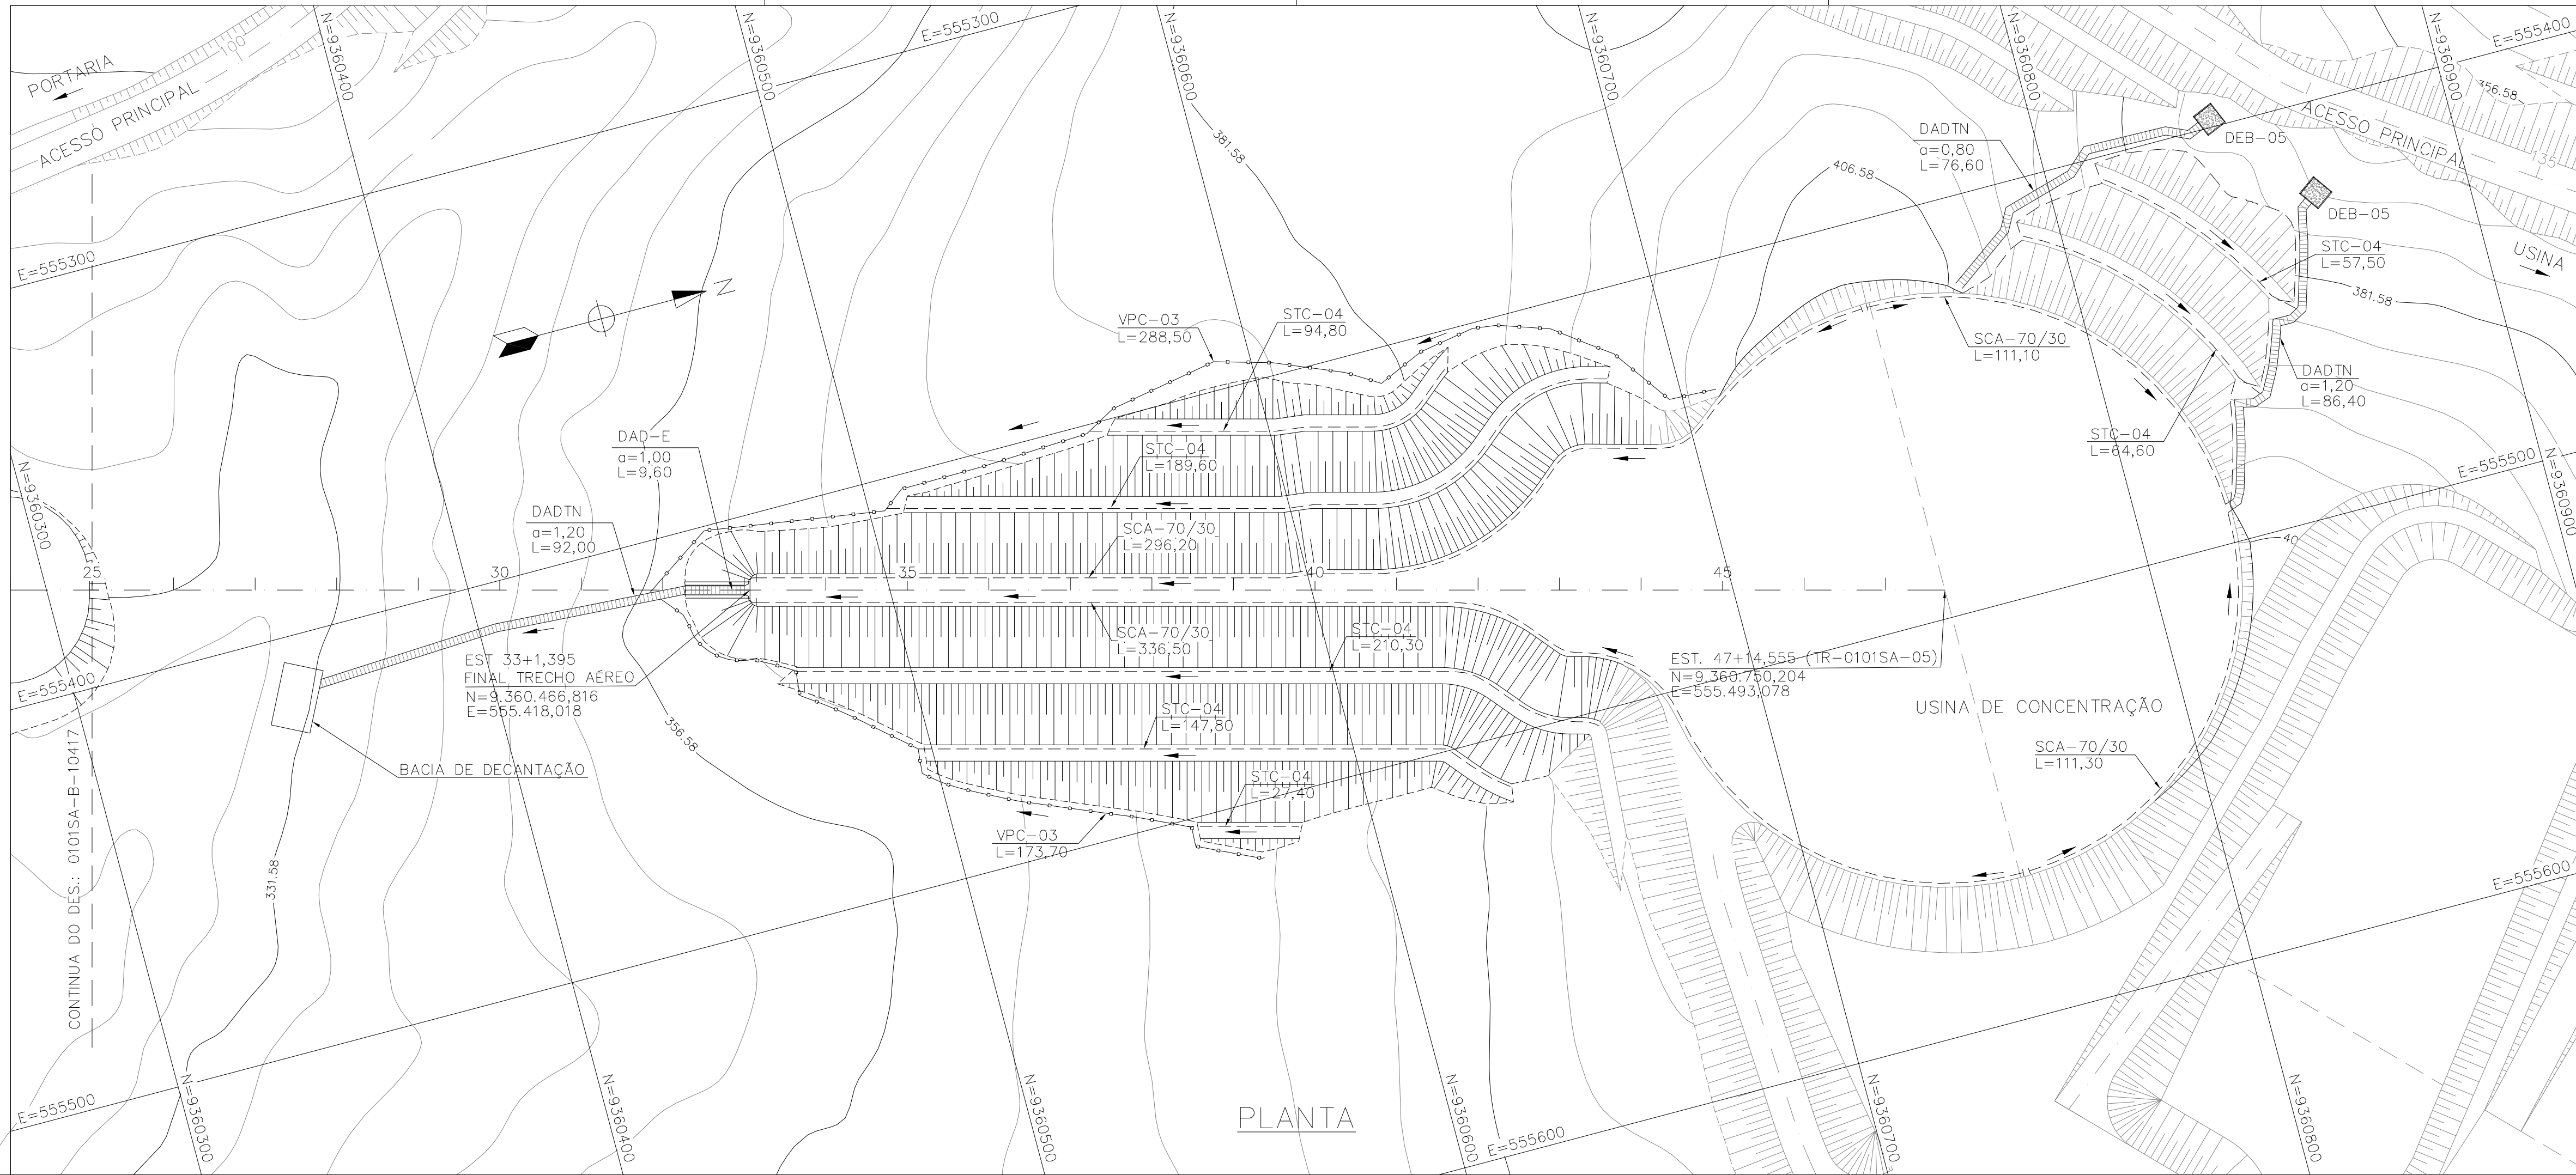 N=9360400
N=9360500
E=555300
N=9360600
N=9360700
N=9360800
N=9360900
E=555400
PORTARIA
100
ACESSO PRINCIPAL
356.58
ACESSO PRINCIPAL
135
DEB-05
DEB-05
DADTN
a=0,80
L=76,60
381.58
406.58
STC-04
L=57,50
USINA
381.58
E=555300
N
VPC-03
L=288,50
STC-04
L=94,80
SCA-70/30
L=111,10
DADTN
a=1,20
L=86,40
STC-04
L=64,60
DAD-E
a=1,00
L=9,60
STC-04
L=189,60
E=555500
N=9360300
N=9360900
DADTN
a=1,20
L=92,00
SCA-70/30
L=296,20
40
25
30
35
40
45
SCA-70/30
L=336,50
STC-04
L=210,30
EST 33+1,395
FINAL TRECHO AÉREO
N=9.360.466,816
E=555.418,018
EST. 47+14,555 (TR-0101SA-05)
N=9.360.750,204
E=555.493,078
E=555400
USINA DE CONCENTRAÇÃO
STC-04
L=147,80
356.58
SCA-70/30
L=111,30
BACIA DE DECANTAÇÃO
STC-04
L=27,40
VPC-03
L=173,70
CONTINUA DO DES.: 0101SA-B-10417
331.58
E=555600
E=555500
N=9360300
N=9360400
N=9360500
N=9360600
N=9360700
N=9360800
PLANTA
E=555600